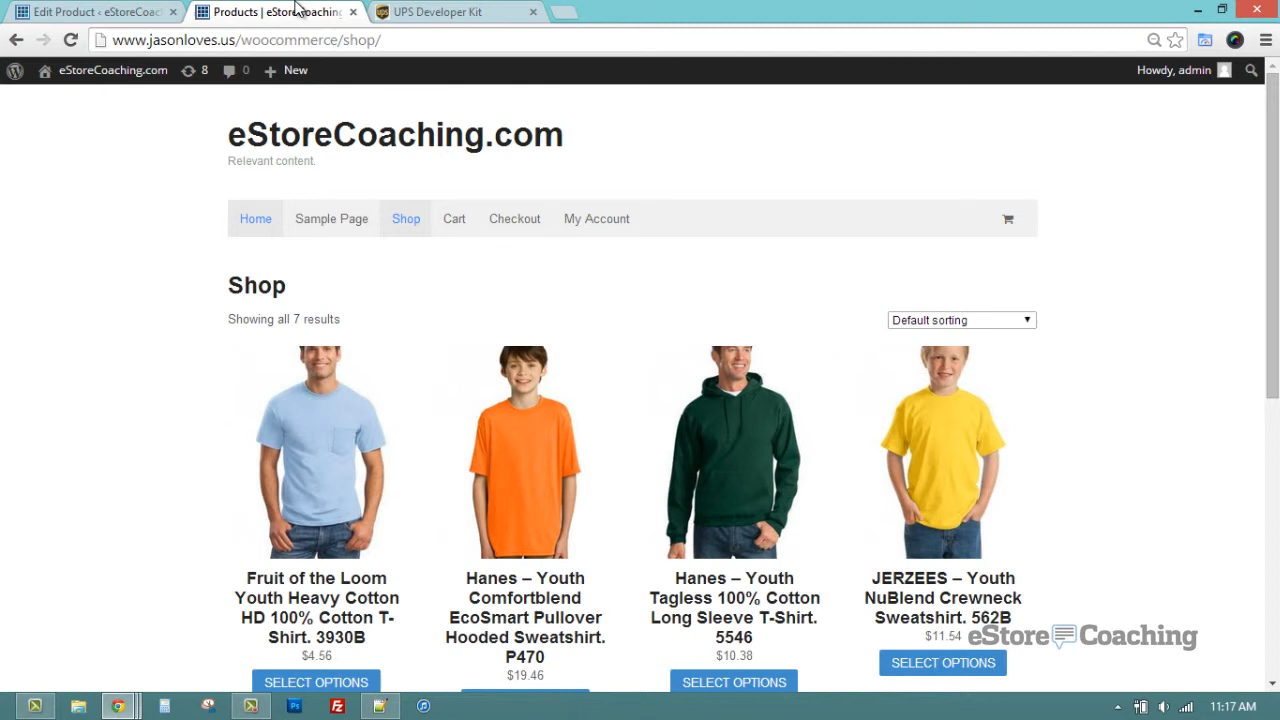 Edit Product ‹ eStoreCoac
Products | eStoreCoaching
UPS Developer Kit
www.jasonloves.us/woocommerce/shop/
eStoreCoaching.com
8
0
New
Howdy, admin
eStoreCoaching.com
Relevant content.
Home
Sample Page
Shop
Cart
Checkout
My Account
Shop
Showing all 7 results
Default sorting
Fruit of the Loom
Youth Heavy Cotton
HD 100% Cotton T-
Shirt. 3930B
$4.56
SELECT OPTIONS
Hanes – Youth
Comfortblend
EcoSmart Pullover
Hooded Sweatshirt.
P470
$19.46
Hanes – Youth
Tagless 100% Cotton
Long Sleeve T-Shirt.
5546
$10.38
SELECT OPTIONS
JERZEES – Youth
NuBlend Crewneck
Sweatshirt. 562B
$11.54
SELECT OPTIONS
eStore Coaching
Ps
Fz
11:17 AM